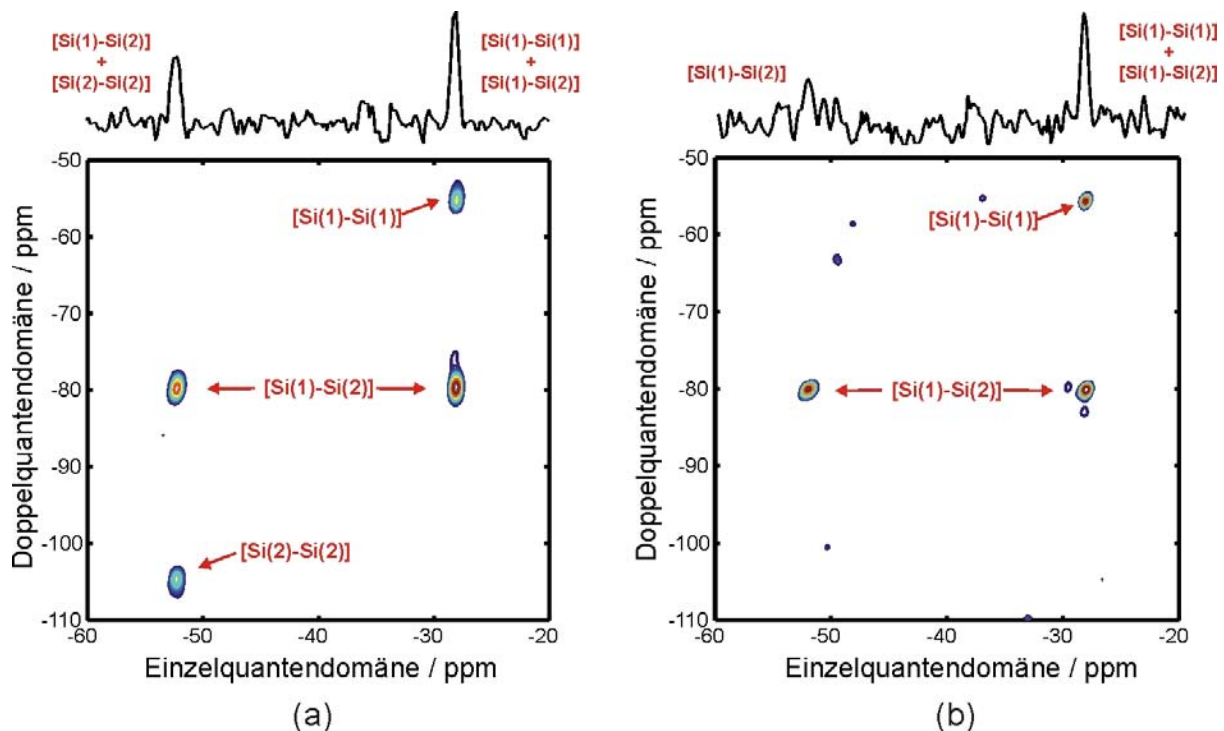 [Si(1)-Si(2)]
+
[Si(2)-Si(2)]
[Si(1)-Si(1)]
+
[Si(1)-Si(2)]
-50
-60
-70
-80
-90
-100
-110
Doppelquantendomäne / ppm
[Si(1)-Si(1)]
[Si(1)-Si(2)]
[Si(2)-Si(2)]
-60
-50
-40
-30
-20
Einzelquantendomäne / ppm
(a)
[Si(1)-Si(2)]
[Si(1)-Si(1)]
+
[Si(1)-Si(2)]
-50
-60
-70
-80
-90
-100
-110
Doppelquantendomäne / ppm
[Si(1)-Si(1)]
[Si(1)-Si(2)]
-60
-50
-40
-30
-20
Einzelquantendomäne / ppm
(b)